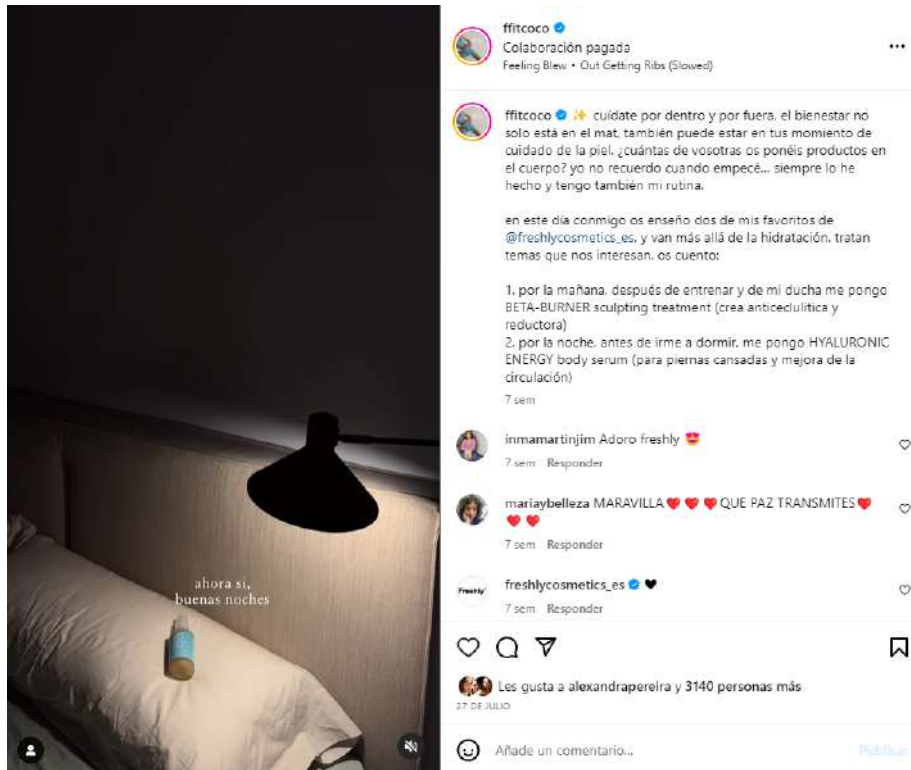 ffitcoco
Colaboración pagada
Feeling Blew • Out Getting Ribs (Slowed)
ffitcoco ✨ cuídate por dentro y por fuera. el bienestar no
solo está en el mat, también puede estar en tus momiento de
cuidado de la piel. ¿cuántas de vosotras os ponéis productos en
el cuerpo? yo no recuerdo cuando empecé... siempre lo he
hecho y tengo también mi rutina.
en este día conmigo os enseño dos de mis favoritos de
@freshlycosmetics_es, y van más allá de la hidratación. tratan
temas que nos interesan. os cuento:
1. por la mañana. después de entrenar y de mi ducha me pongo
BETA-BURNER sculpting treatment (crea anticeclulítica y
reductora)
2. por la noche. antes de irme a dormir. me pongo HYALURONIC
ENERGY body serum (para piernas cansadas y mejora de la
circulación)
7 sem
inmamartinjim Adoro freshly 😍
7 sem Responder
mariaybelleza MARAVILLA❤️ ❤️ ❤️QUE PAZ TRANSMITES❤️
❤️ ❤️
7 sem Responder
Freshly
freshlycosmetics_es 🖤
7 sem Responder
Les gusta a alexandrapereira y 3140 personas más
27 DE JULIO
Añade un comentario...
Publicar
ahora si,
buenas noches